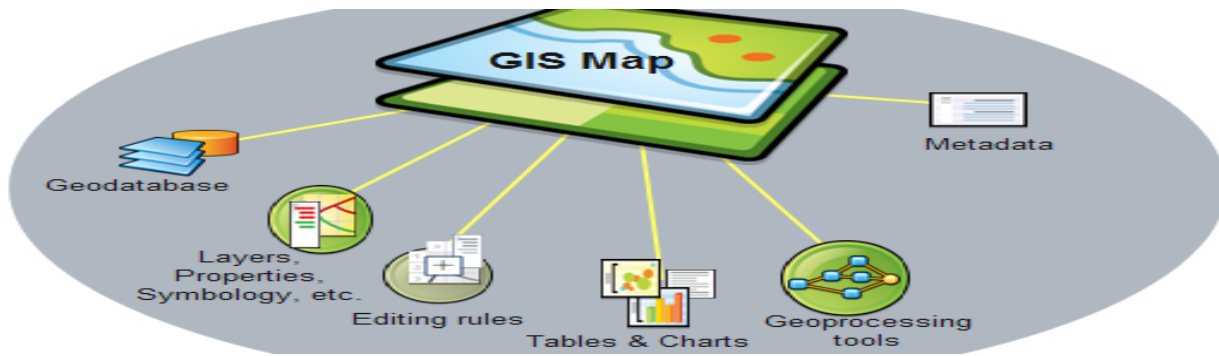 GIS Map
Metadata
Geodatabase
Layers,
Properties,
Symbology, etc.
Editing rules
Tables & Charts
Geoprocessing
tools